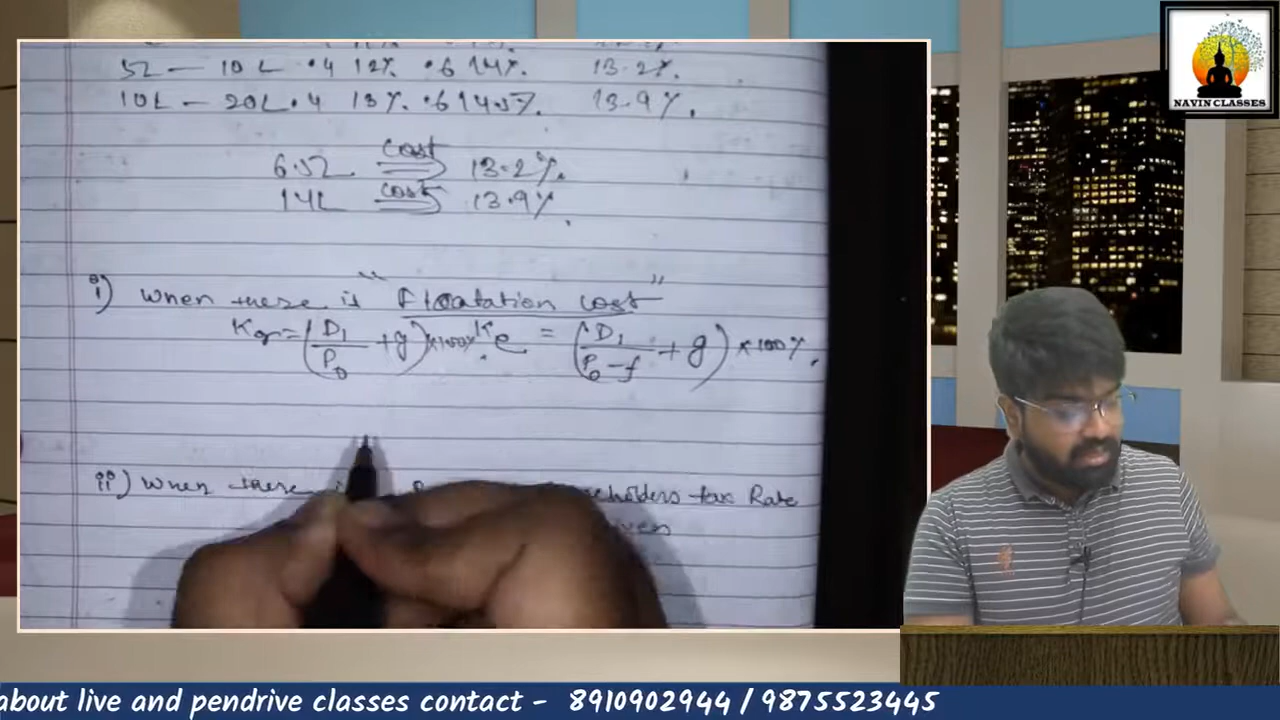 5L — 10L .4 12% .6 14% 13.2%.
10L — 20L .4 13% .6 14.5% 13.9%.
6.5L cost 13.2%.
14L cost 13.9%.
i) When there is "Floatation cost"
Kr = (D1/P0 + g) × 100% Ke = (D1/P0 - f + g) × 100%.
ii) When there tax Rate
NAVIN CLASSES
about live and pendrive classes contact - 8910902944 / 9875523445